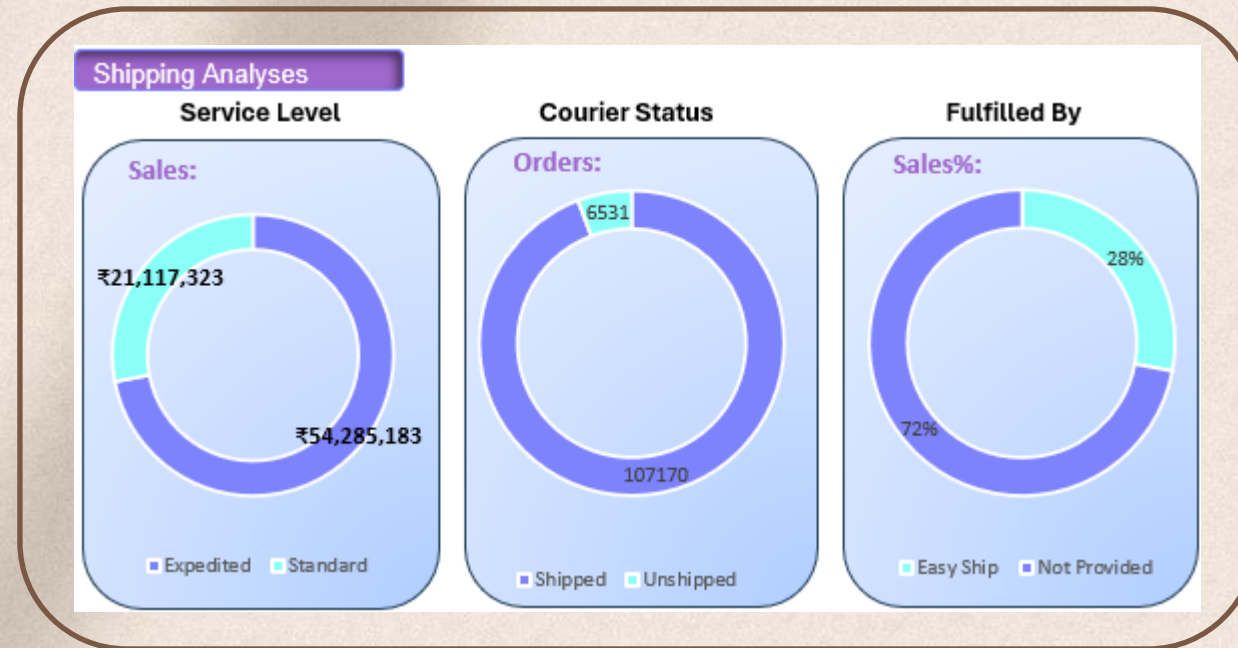 Shipping Analyses
Service Level
Sales:
₹21,117,323
₹54,285,183
Expedited Standard
Courier Status
Orders:
6531
107170
Shipped Unshipped
Fulfilled By
Sales%:
28%
72%
Easy Ship Not Provided